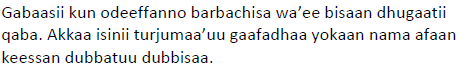 Gabaasii kun odeeffanno barbachisa wa’ee bisaan dhugaatii
qaba. Akkaa isinii turjumaa’uu gaafadhaa yokaan nama afaan
keessan dubbatuu dubbisaa.